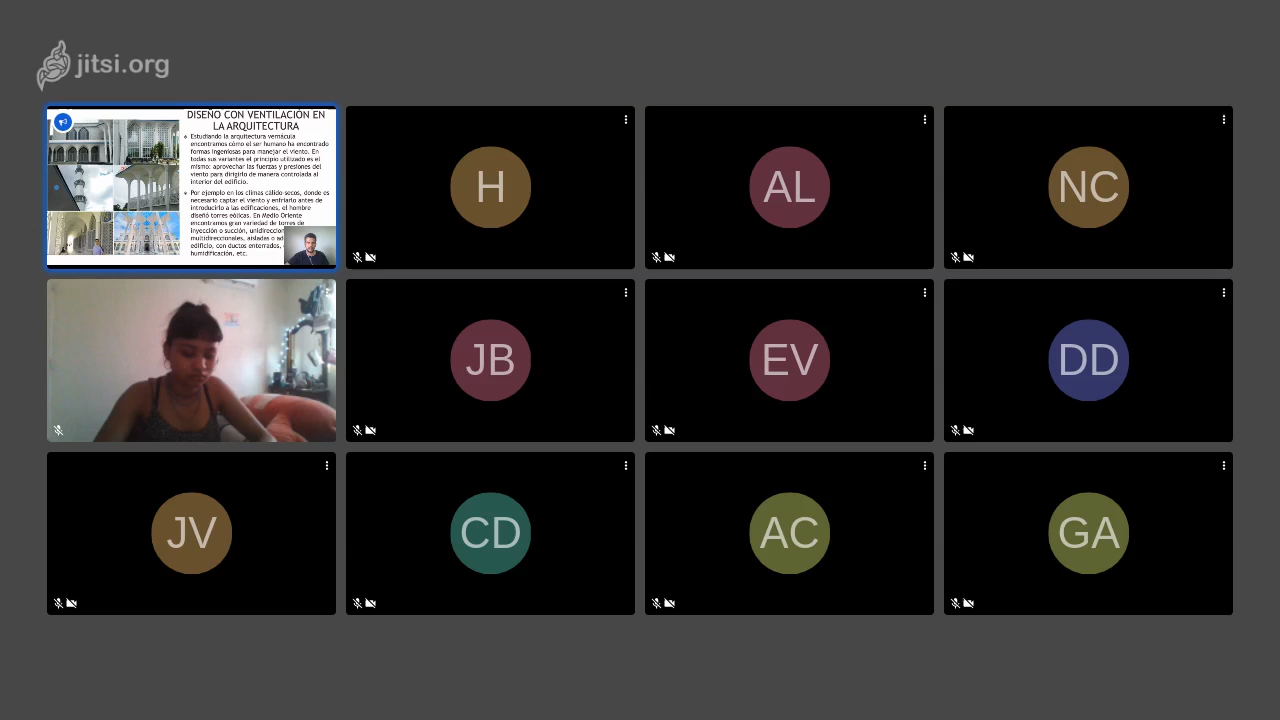 jitsi.org
DISEÑO CON VENTILACIÓN EN
LA ARQUITECTURA
Estudiando la arquitectura vernácula
encontramos cómo el ser humano ha encontrado
formas ingeniosas para manejar el viento. En
todas sus variantes el principio utilizado es el
mismo: aprovechar las fuerzas y presiones del
viento para dirigirlo de manera controlada al
interior del edificio.
Por ejemplo en los climas cálido-secos, donde es
necesario captar el viento y enfriarlo antes de
introducirlo a las edificaciones, el hombre
diseñó torres eólicas. En Medio Oriente
encontramos gran variedad de torres de
inyección o succión, unidireccion
multidireccionales, aisladas o ad
edificio, con ductos enterrados,
humidificación, etc.
H
AL
NC
JB
EV
DD
JV
CD
AC
GA